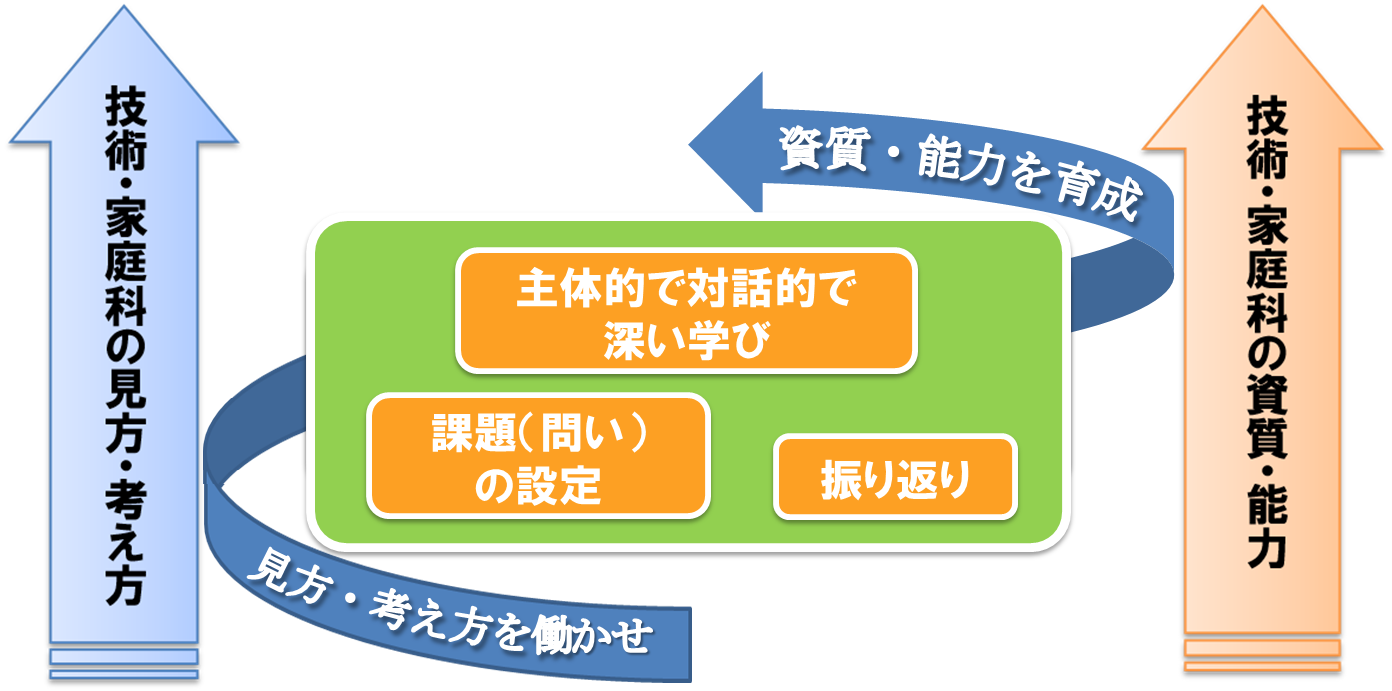 技術・家庭科の見方・考え方
資質・能力を育成
主体的で対話的で
深い学び
課題（問い）
の設定
振り返り
見方・考え方を働かせ
技術・家庭科の資質・能力